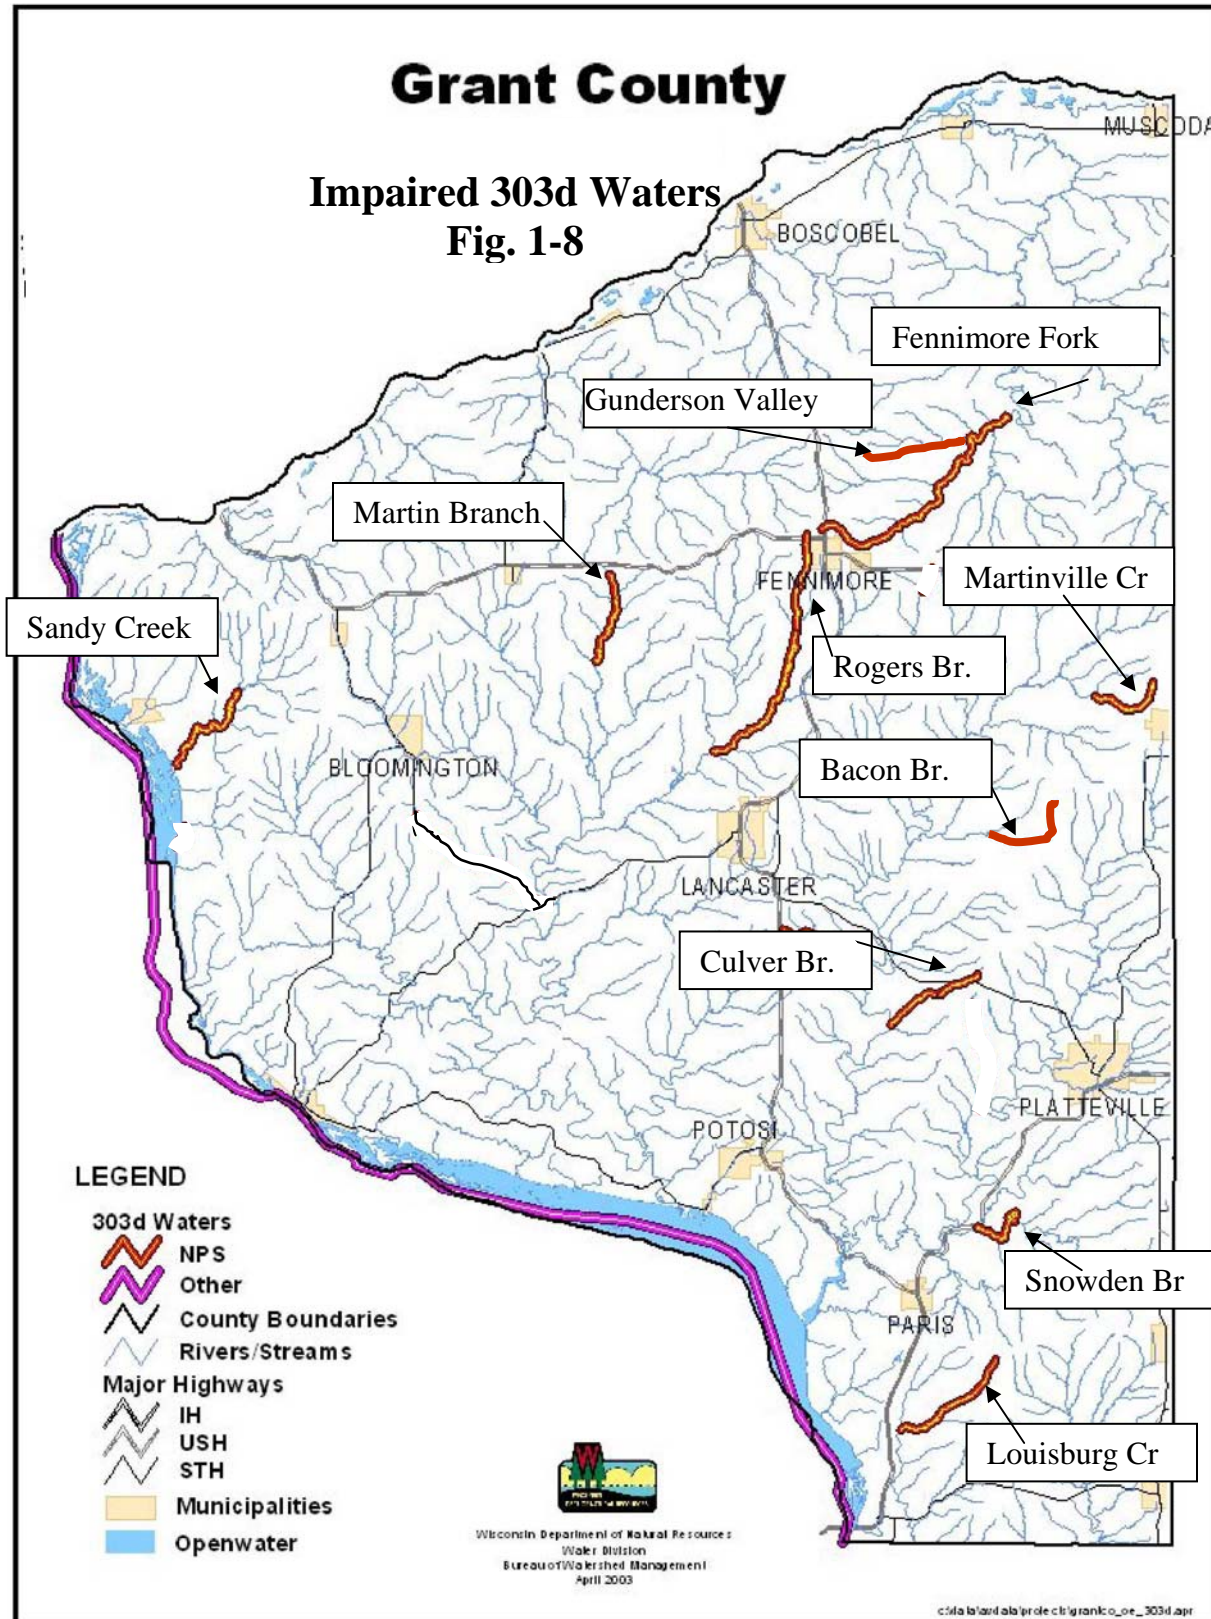 Grant County
Impaired 303d Waters
Fig. 1-8
MUSCODA
BOSCOBEL
Fennimore Fork
Gunderson Valley
Martin Branch
FENNIMORE
Martinville Cr
Sandy Creek
Rogers Br.
BLOOMINGTON
Bacon Br.
LANCASTER
Culver Br.
PLATTEVILLE
POTOSI
Snowden Br
PARIS
Louisburg Cr
LEGEND
303d Waters
NPS
Other
County Boundaries
Rivers/Streams
Major Highways
IH
USH
STH
Municipalities
Openwater
Wisconsin Department of Natural Resources
Water Division
Bureau of Watershed Management
April 2003